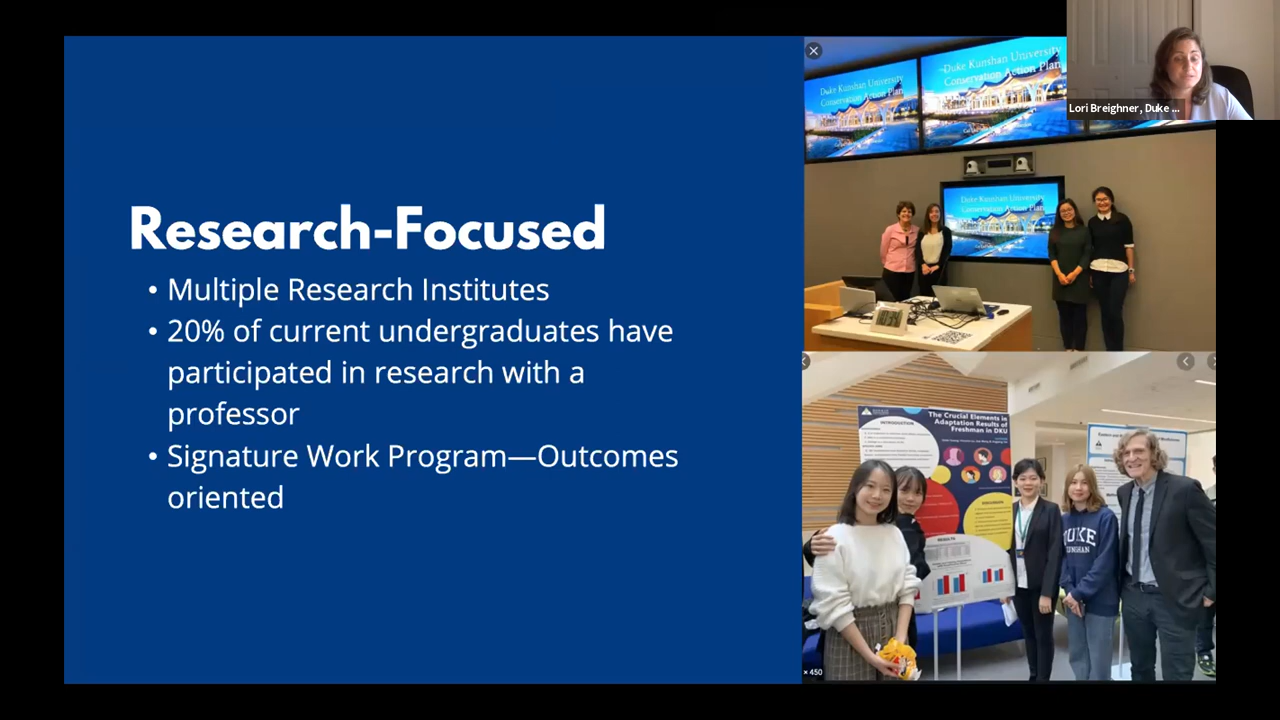 Research-Focused
• Multiple Research Institutes
• 20% of current undergraduates have
participated in research with a
professor
• Signature Work Program—Outcomes
oriented
Duke Kunshan University
Conservation Action Plan
Duke Kunshan University
Conservation Action Plan
Lori Breighner, Duke ...
Duke Kunshan University
Conservation Action Plan
The Crucial Elements in
Adaptation Results of
Freshman in DKU
INTRODUCTION
DISCUSSION
RESULTS
DUKE
KUNSHAN
× 450